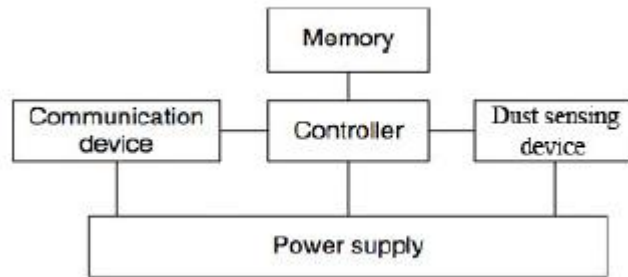 Memory
Communication
device
Controller
Dust sensing
device
Power supply